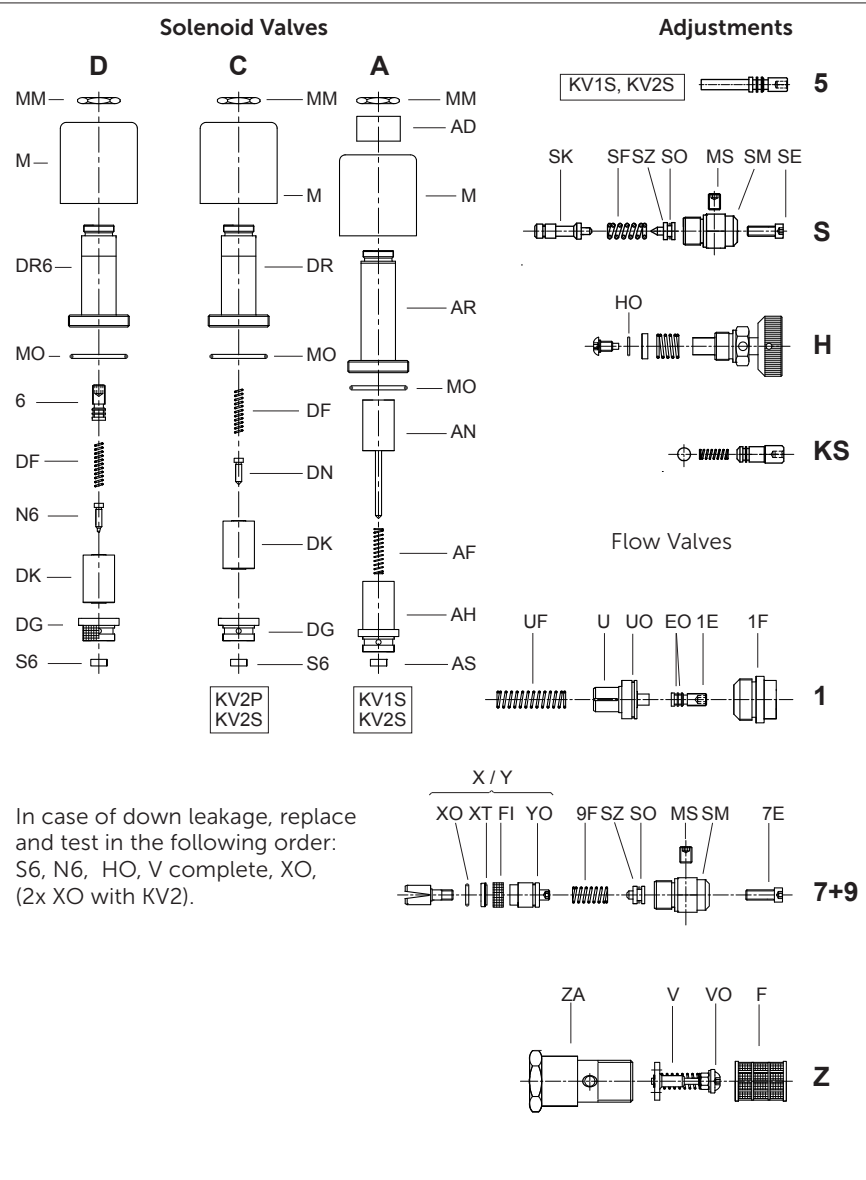 Solenoid Valves
Adjustments
D C A
MM MM MM
AD
M M M
DR6 DR AR
MO MO MO
6 DF AN
DF DN
N6 DK AF
DK
DG DG AH
S6 S6 AS
KV2P
KV2S
KV1S
KV2S
KV1S, KV2S 5
SK SF SZ SO MS SM SE
S
HO
H
KS
Flow Valves
UF U UO EO 1E 1F
1
In case of down leakage, replace
and test in the following order:
S6, N6, HO, V complete, XO,
(2x XO with KV2).
X / Y
XO XT FI YO 9F SZ SO MS SM 7E
7+9
ZA V VO F
Z